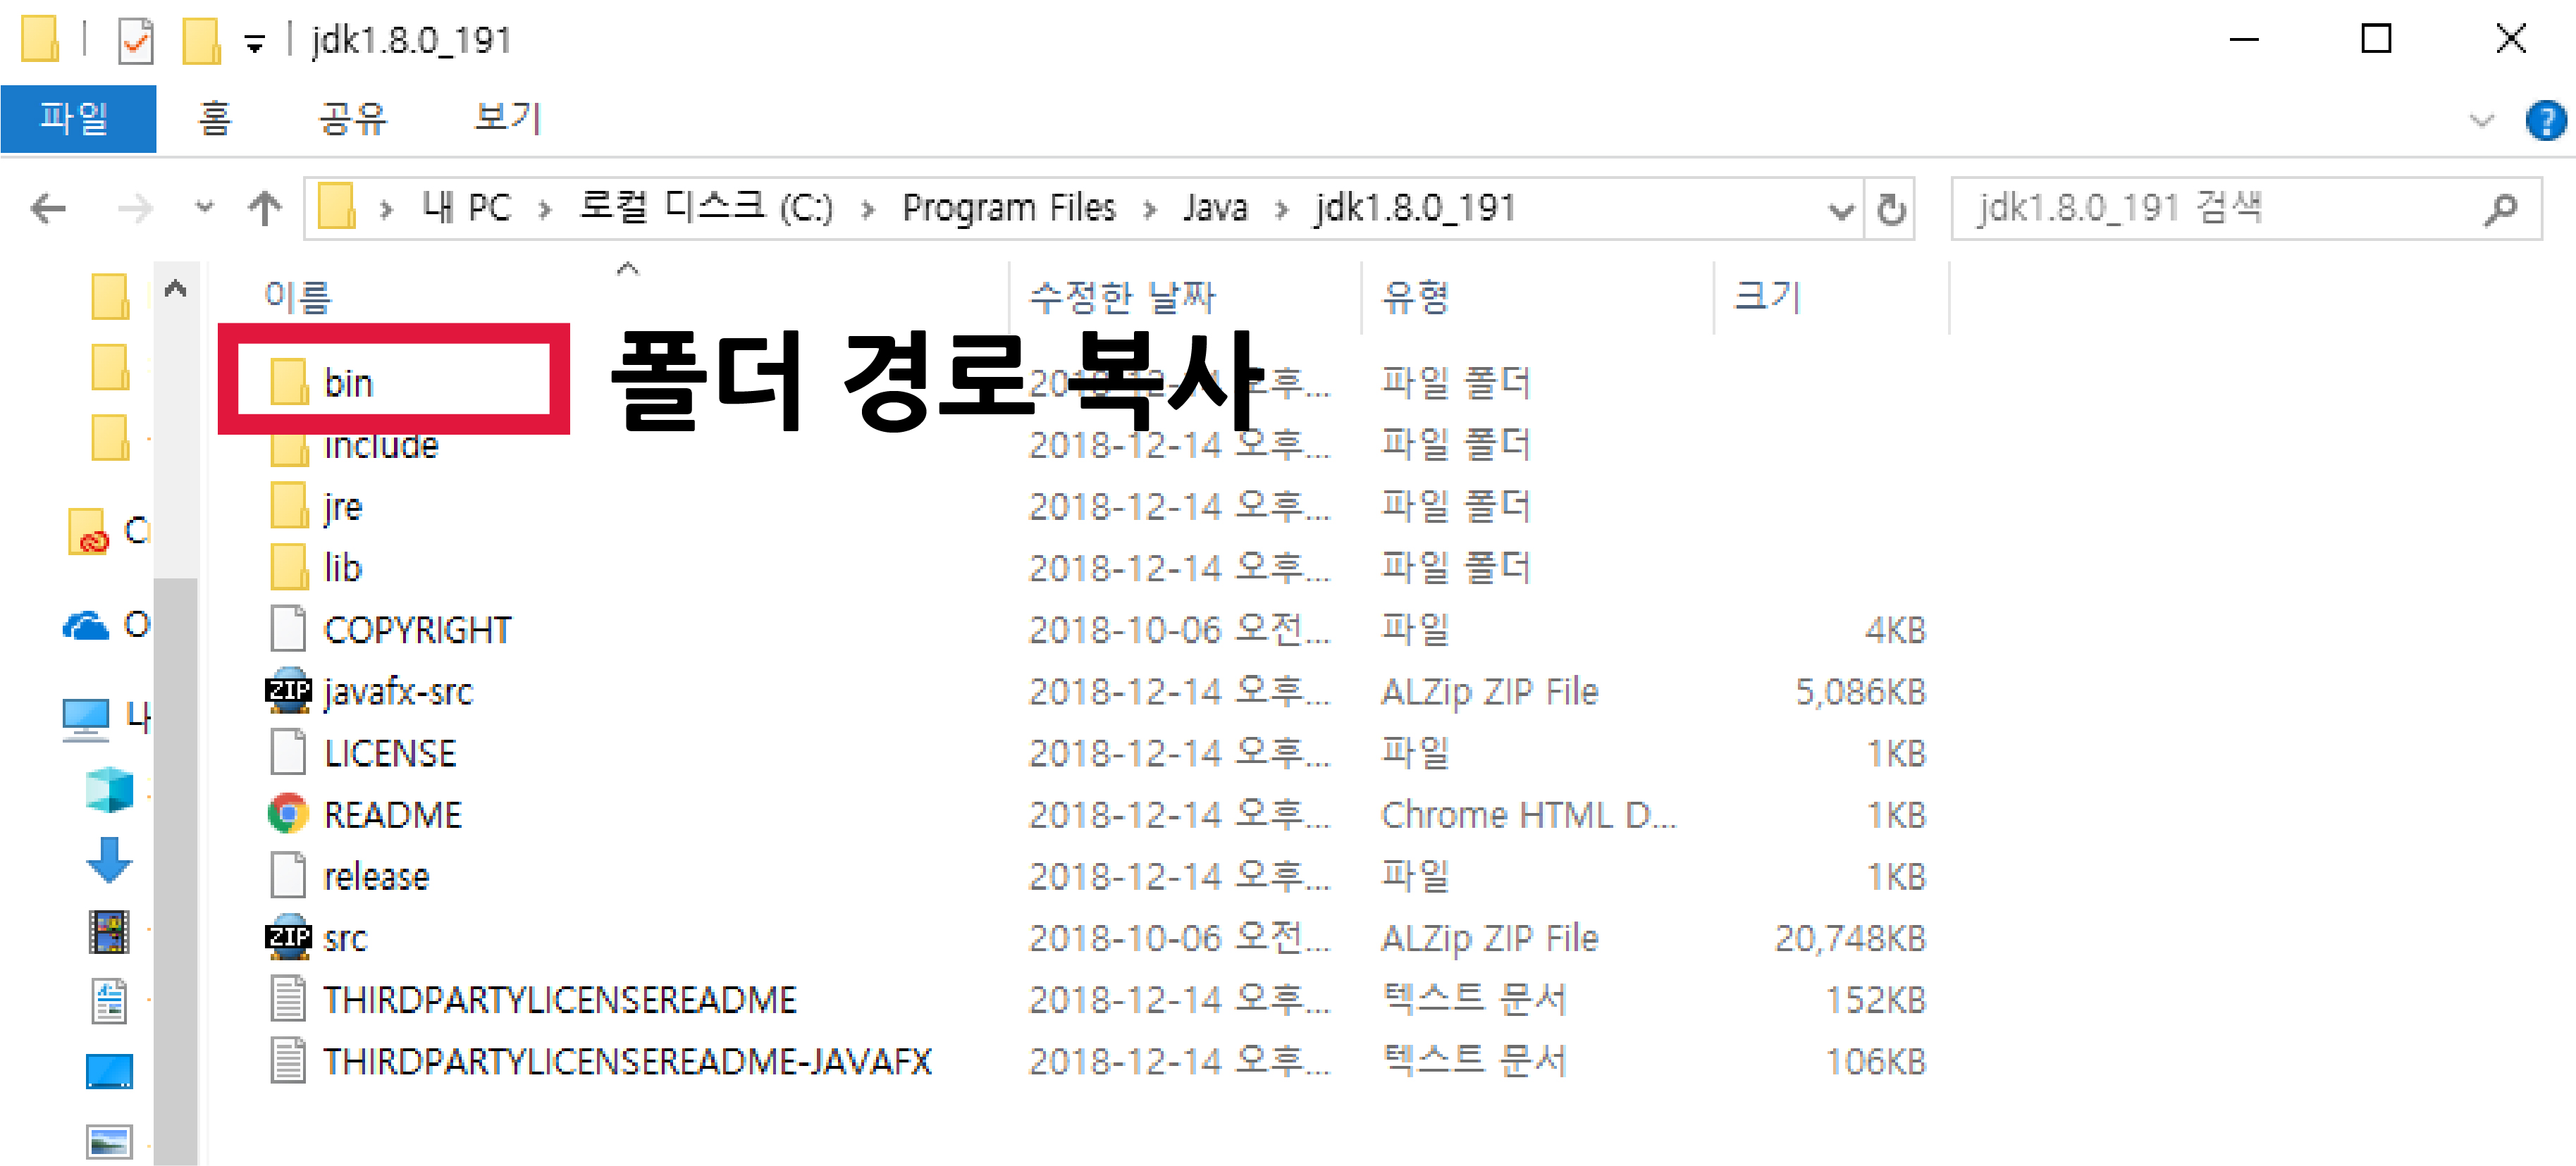 jdk1.8.0_191
파일 홈 공유 보기
내 PC › 로컬 디스크 (C:) › Program Files › Java › jdk1.8.0_191
jdk1.8.0_191 검색
이름 수정한 날짜 유형 크기
bin 파일 폴더
폴더 경로 복사
include 2018-12-14 오후... 파일 폴더
jre 2018-12-14 오후... 파일 폴더
lib 2018-12-14 오후... 파일 폴더
COPYRIGHT 2018-10-06 오전... 파일 4KB
javafx-src 2018-12-14 오후... ALZip ZIP File 5,086KB
LICENSE 2018-12-14 오후... 파일 1KB
README 2018-12-14 오후... Chrome HTML D... 1KB
release 2018-12-14 오후... 파일 1KB
src 2018-10-06 오전... ALZip ZIP File 20,748KB
THIRDPARTYLICENSEREADME 2018-12-14 오후... 텍스트 문서 152KB
THIRDPARTYLICENSEREADME-JAVAFX 2018-12-14 오후... 텍스트 문서 106KB